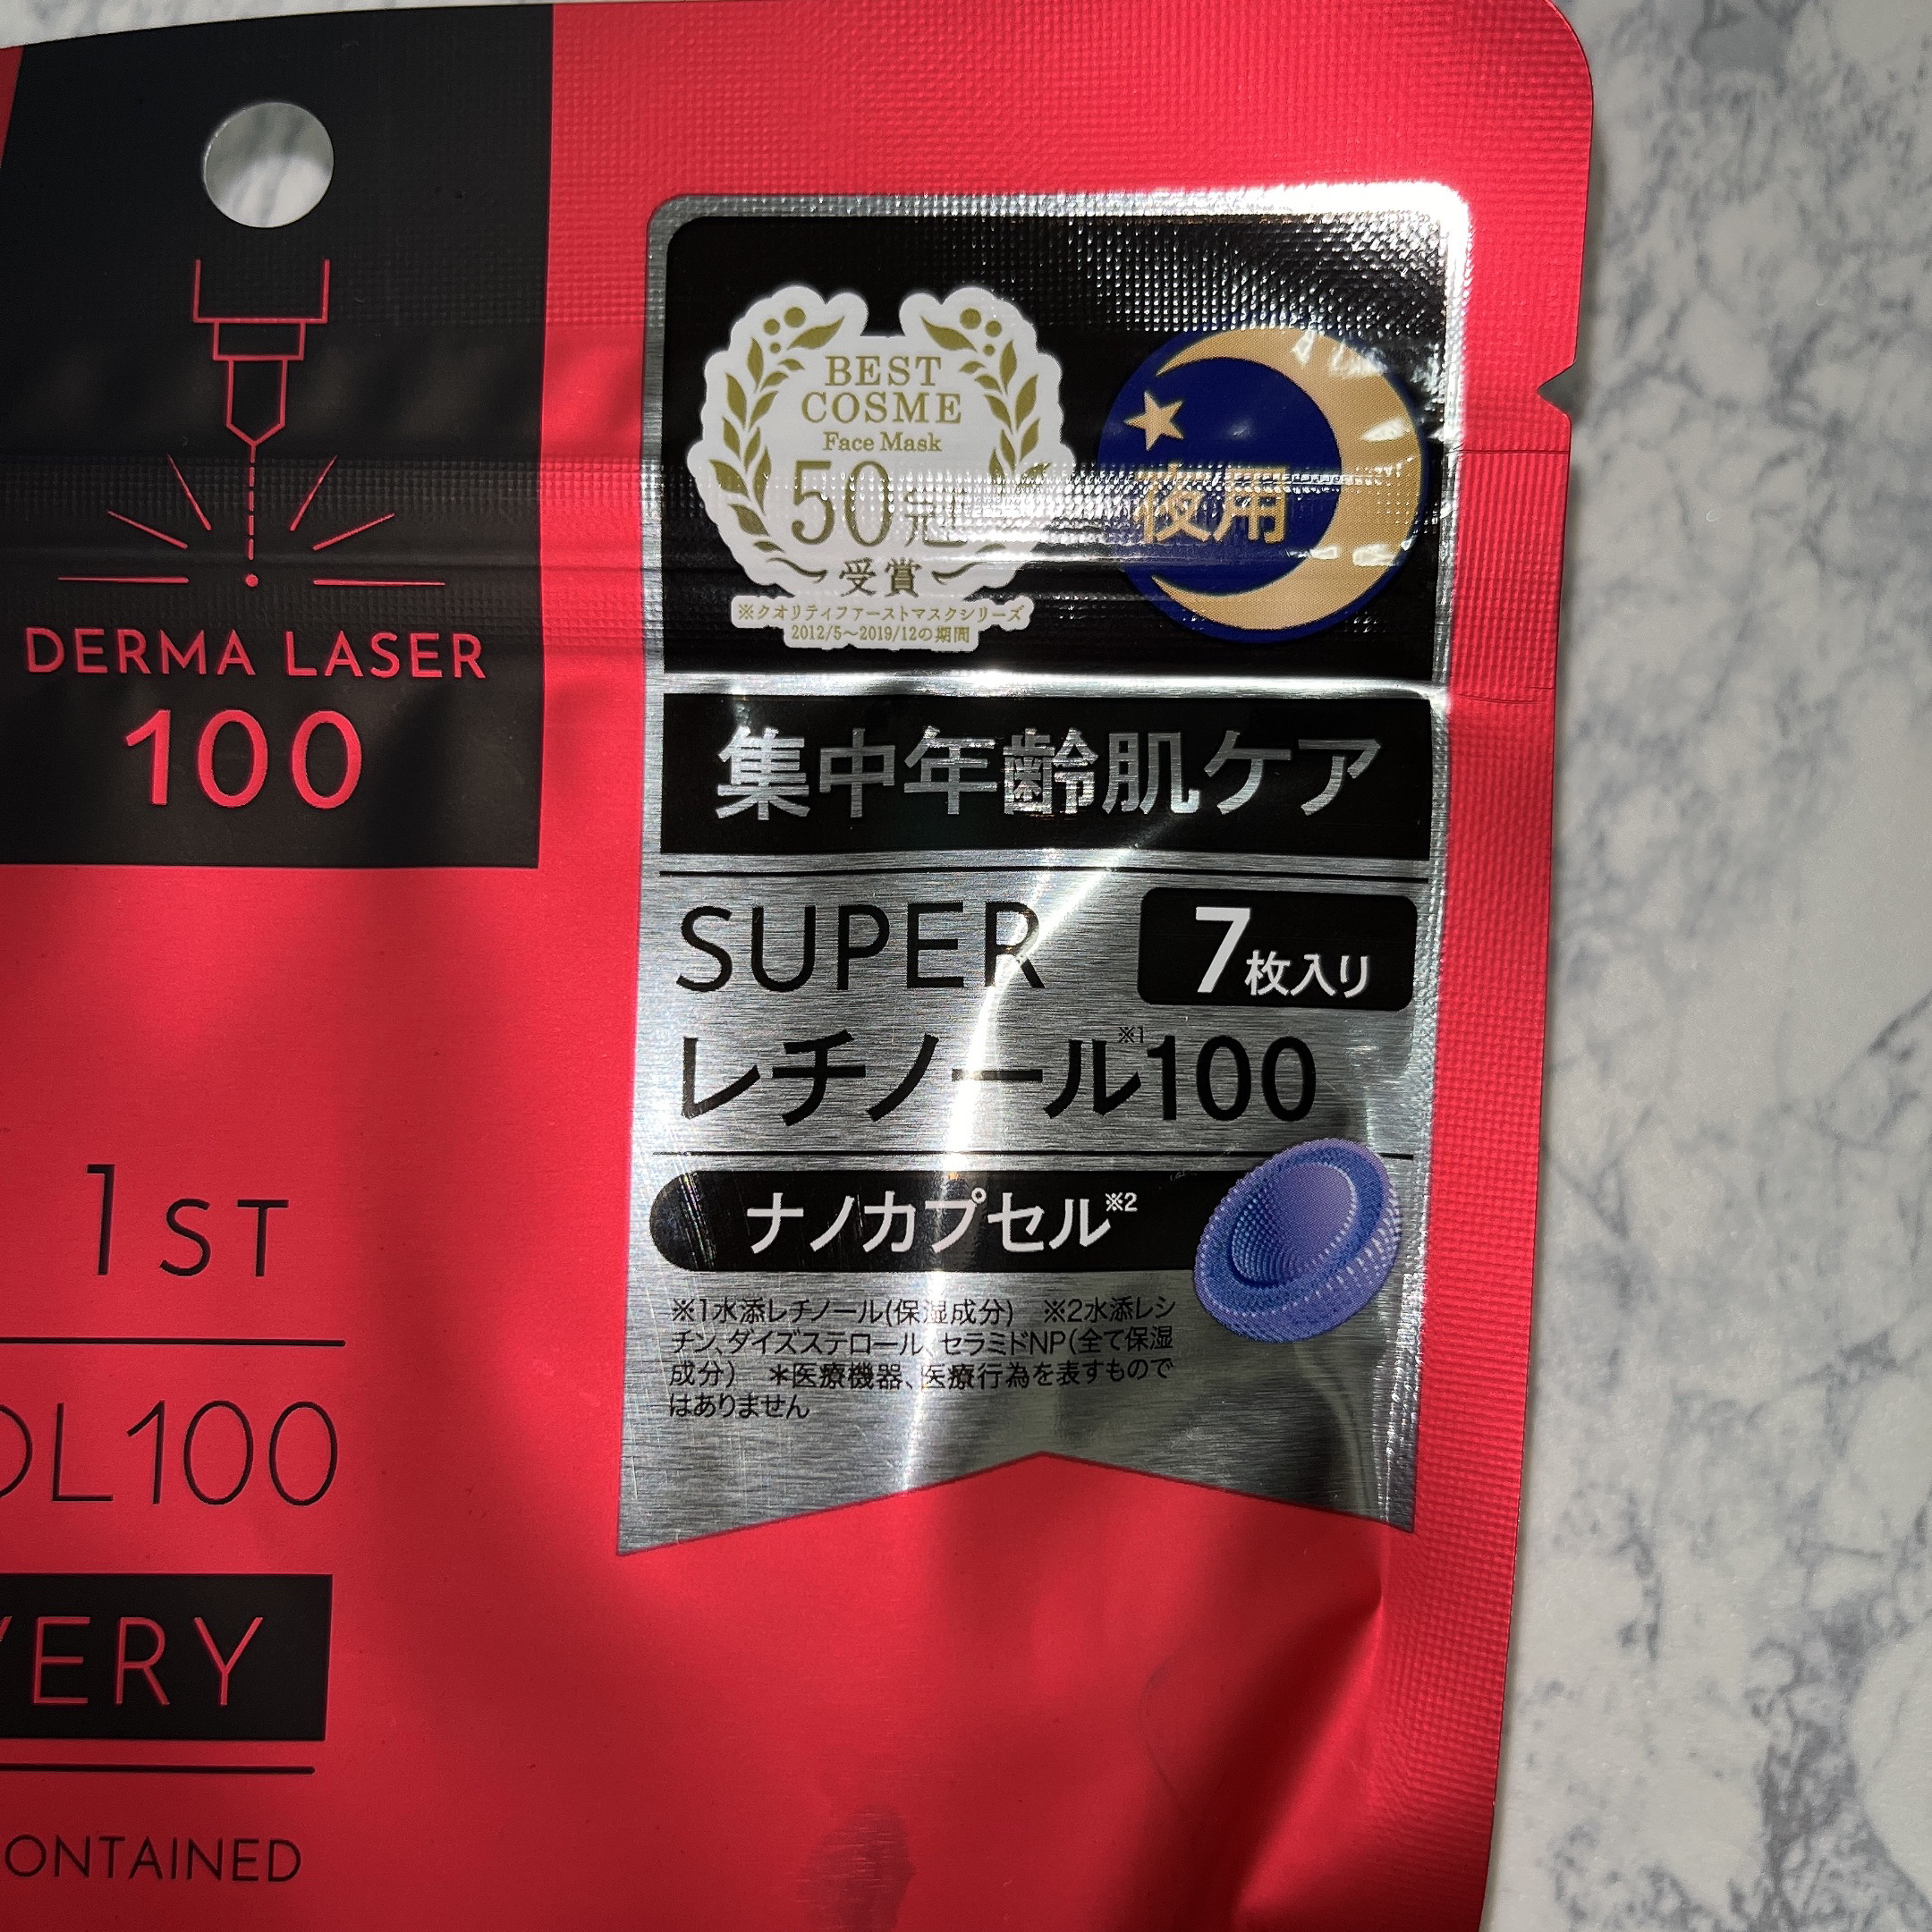 DERMA LASER
100
1ST
OL100
VERY
ONTAINED
BEST
COSME
Face Mask
50冠
受賞
※クオリティファーストマスクシリーズ
2012/5～2019/12の期間
夜用
集中年齢肌ケア
SUPER
7枚入り
レチノール※1100
ナノカプセル※2
※1水添レチノール(保湿成分) ※2水添レシ
チン、ダイズステロール、セラミドNP(全て保湿
成分) ＊医療機器、医療行為を表すもので
はありません